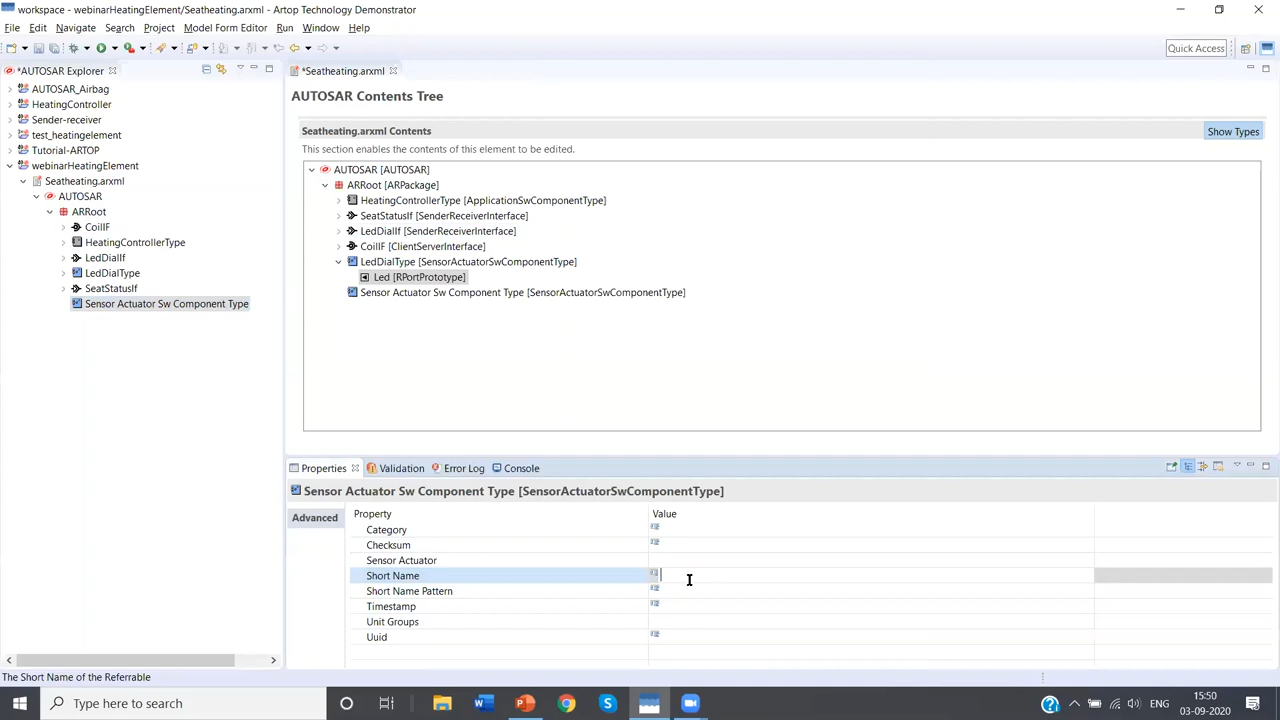 workspace - webinarHeatingElement/Seatheating.arxml - Artop Technology Demonstrator
File Edit Navigate Search Project Model Form Editor Run Window Help
Quick Access
*AUTOSAR Explorer
AUTOSAR_Airbag
HeatingController
Sender-receiver
test_heatingelement
Tutorial-ARTOP
webinarHeatingElement
Seatheating.arxml
AUTOSAR
ARRoot
CoilIF
HeatingControllerType
LedDialIf
LedDialType
SeatStatusIf
Sensor Actuator Sw Component Type
*Seatheating.arxml
AUTOSAR Contents Tree
Seatheating.arxml Contents
Show Types
This section enables the contents of this element to be edited.
AUTOSAR [AUTOSAR]
ARRoot [ARPackage]
HeatingControllerType [ApplicationSwComponentType]
SeatStatusIf [SenderReceiverInterface]
LedDialIf [SenderReceiverInterface]
CoilIF [ClientServerInterface]
LedDialType [SensorActuatorSwComponentType]
Led [RPortPrototype]
Sensor Actuator Sw Component Type [SensorActuatorSwComponentType]
Properties Validation Error Log Console
Sensor Actuator Sw Component Type [SensorActuatorSwComponentType]
Advanced
Property Value
Category
Checksum
Sensor Actuator
Short Name
Short Name Pattern
Timestamp
Unit Groups
Uuid
The Short Name of the Referrable
Type here to search
ENG
15:50
03-09-2020